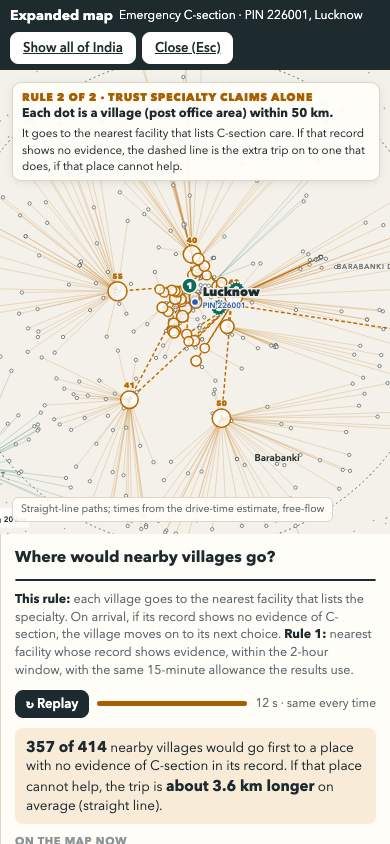 Expanded map Emergency C-section · PIN 226001, Lucknow
Show all of India Close (Esc)
RULE 2 OF 2 · TRUST SPECIALTY CLAIMS ALONE
Each dot is a village (post office area) within 50 km.
It goes to the nearest facility that lists C-section care. If that record
shows no evidence, the dashed line is the extra trip on to one that
does, if that place cannot help.
40
55
1
Lucknow
PIN 226001
BARABANKI D
41
50
Barabanki
T
20
Straight-line paths; times from the drive-time estimate, free-flow
Where would nearby villages go?
This rule: each village goes to the nearest facility that lists the
specialty. On arrival, if its record shows no evidence of C-
section, the village moves on to its next choice. Rule 1: nearest
facility whose record shows evidence, within the 2-hour
window, with the same 15-minute allowance the results use.
↻ Replay 12 s · same every time
357 of 414 nearby villages would go first to a place
with no evidence of C-section in its record. If that place
cannot help, the trip is about 3.6 km longer on
average (straight line).
ON THE MAP NOW